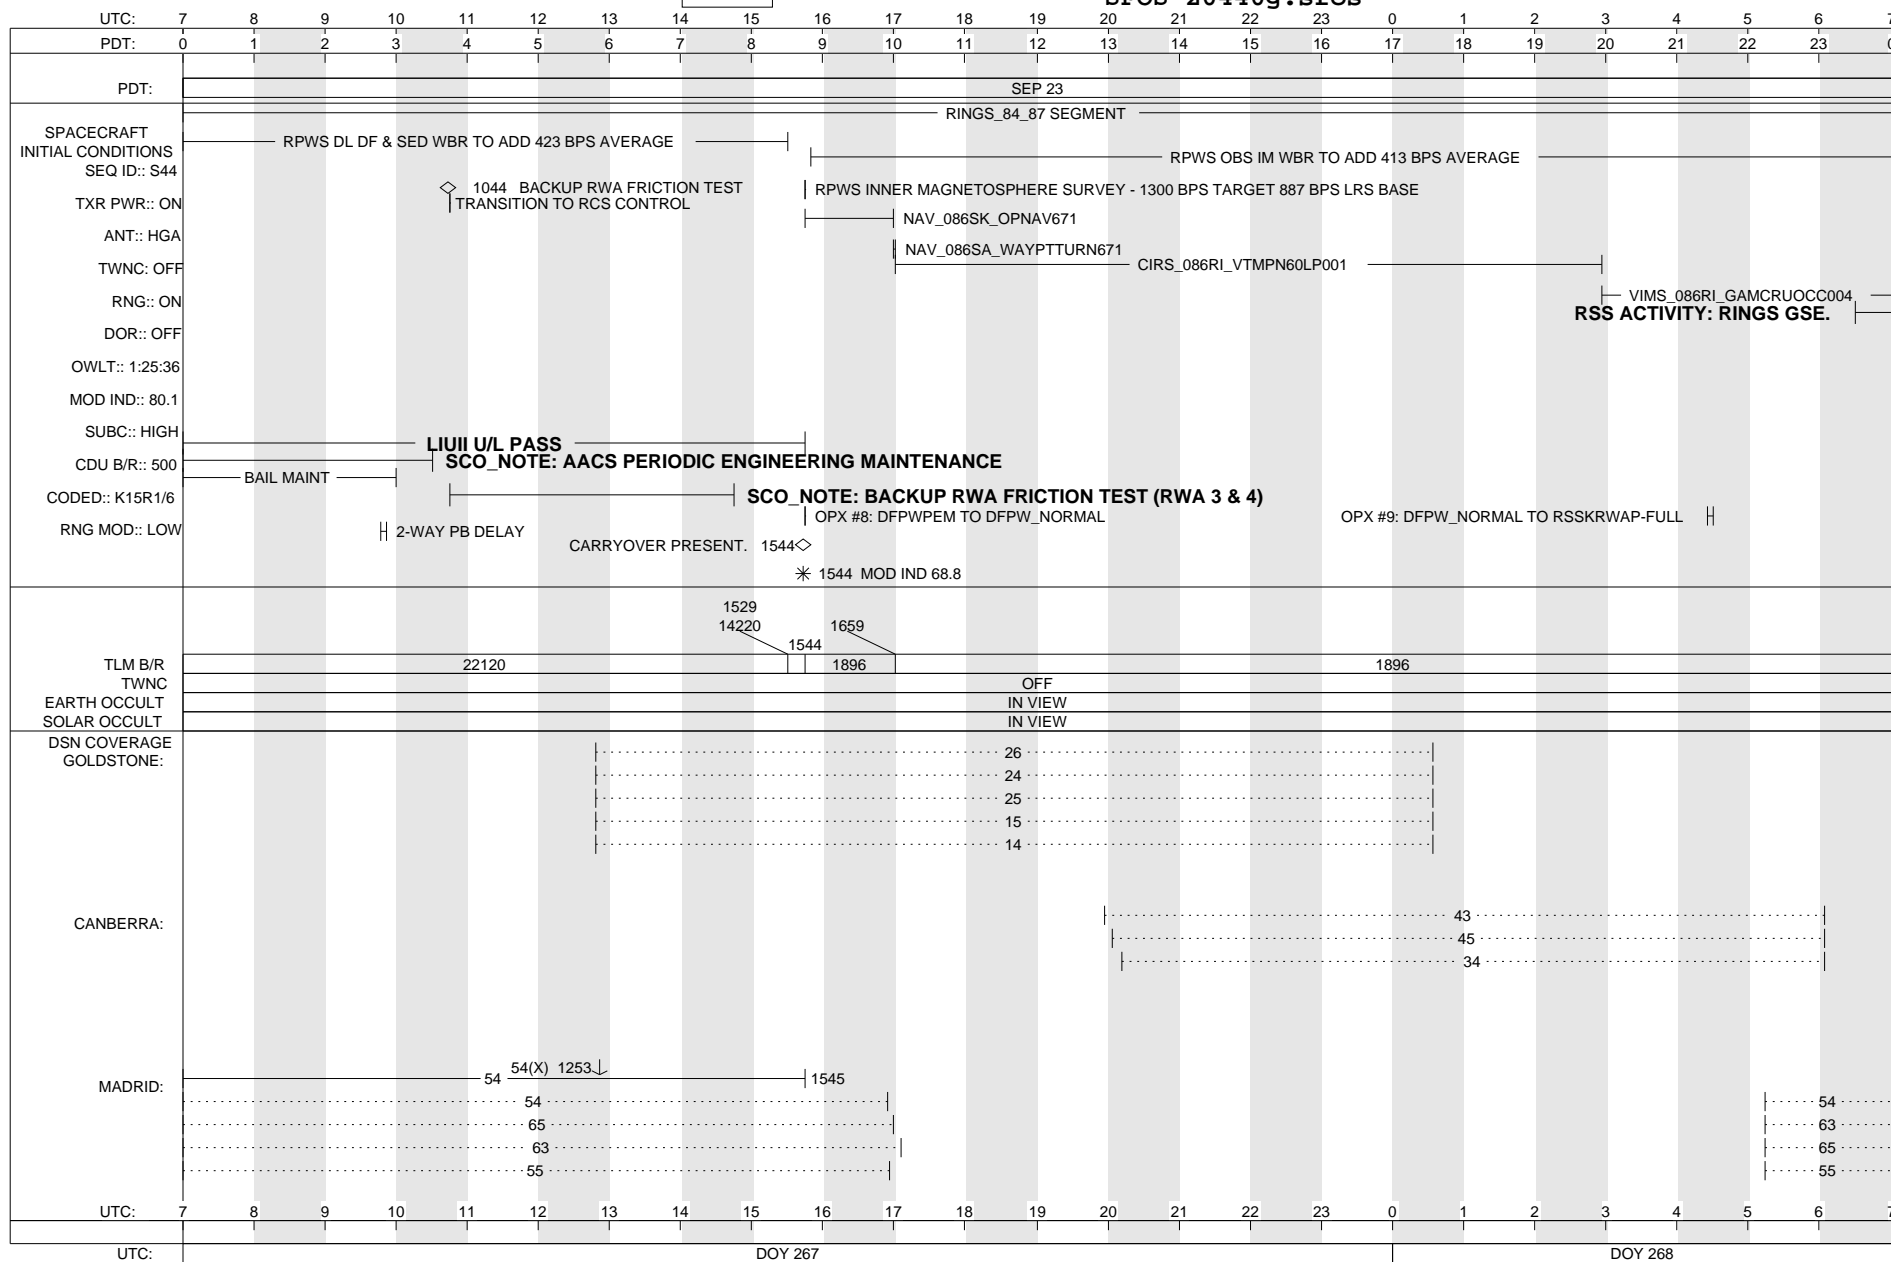 SFOS 20440g.sfcs
UTC: 7 8 9 10 11 12 13 14 15 16 17 18 19 20 21 22 23 0 1 2 3 4 5 6 7
PDT: 0 1 2 3 4 5 6 7 8 9 10 11 12 13 14 15 16 17 18 19 20 21 22 23 0
PDT: SEP 23
RINGS_84_87 SEGMENT
SPACECRAFT
INITIAL CONDITIONS
RPWS DL DF & SED WBR TO ADD 423 BPS AVERAGE
RPWS OBS IM WBR TO ADD 413 BPS AVERAGE
SEQ ID:: S44
1044 BACKUP RWA FRICTION TEST
RPWS INNER MAGNETOSPHERE SURVEY - 1300 BPS TARGET 887 BPS LRS BASE
TXR PWR:: ON
TRANSITION TO RCS CONTROL
NAV_086SK_OPNAV671
ANT:: HGA
NAV_086SA_WAYPTTURN671
TWNC: OFF
CIRS_086RI_VTMPN60LP001
RNG:: ON
VIMS_086RI_GAMCRUOCC004
RSS ACTIVITY: RINGS GSE.
DOR:: OFF
OWLT:: 1:25:36
MOD IND:: 80.1
SUBC:: HIGH
LIUII U/L PASS
CDU B/R:: 500
SCO_NOTE: AACS PERIODIC ENGINEERING MAINTENANCE
BAIL MAINT
CODED:: K15R1/6
SCO_NOTE: BACKUP RWA FRICTION TEST (RWA 3 & 4)
OPX #8: DFPWPEM TO DFPW_NORMAL
OPX #9: DFPW_NORMAL TO RSSKRWAP-FULL
RNG MOD:: LOW
2-WAY PB DELAY
CARRYOVER PRESENT. 1544
1544 MOD IND 68.8
1529
14220 1659
1544
TLM B/R 22120 1896 1896
TWNC OFF
EARTH OCCULT IN VIEW
SOLAR OCCULT IN VIEW
DSN COVERAGE
GOLDSTONE:
26
24
25
15
14
CANBERRA:
43
45
34
54(X) 1253
MADRID: 54 1545
54 54
65 63
63 65
55 55
UTC: 7 8 9 10 11 12 13 14 15 16 17 18 19 20 21 22 23 0 1 2 3 4 5 6 7
UTC: DOY 267 DOY 268